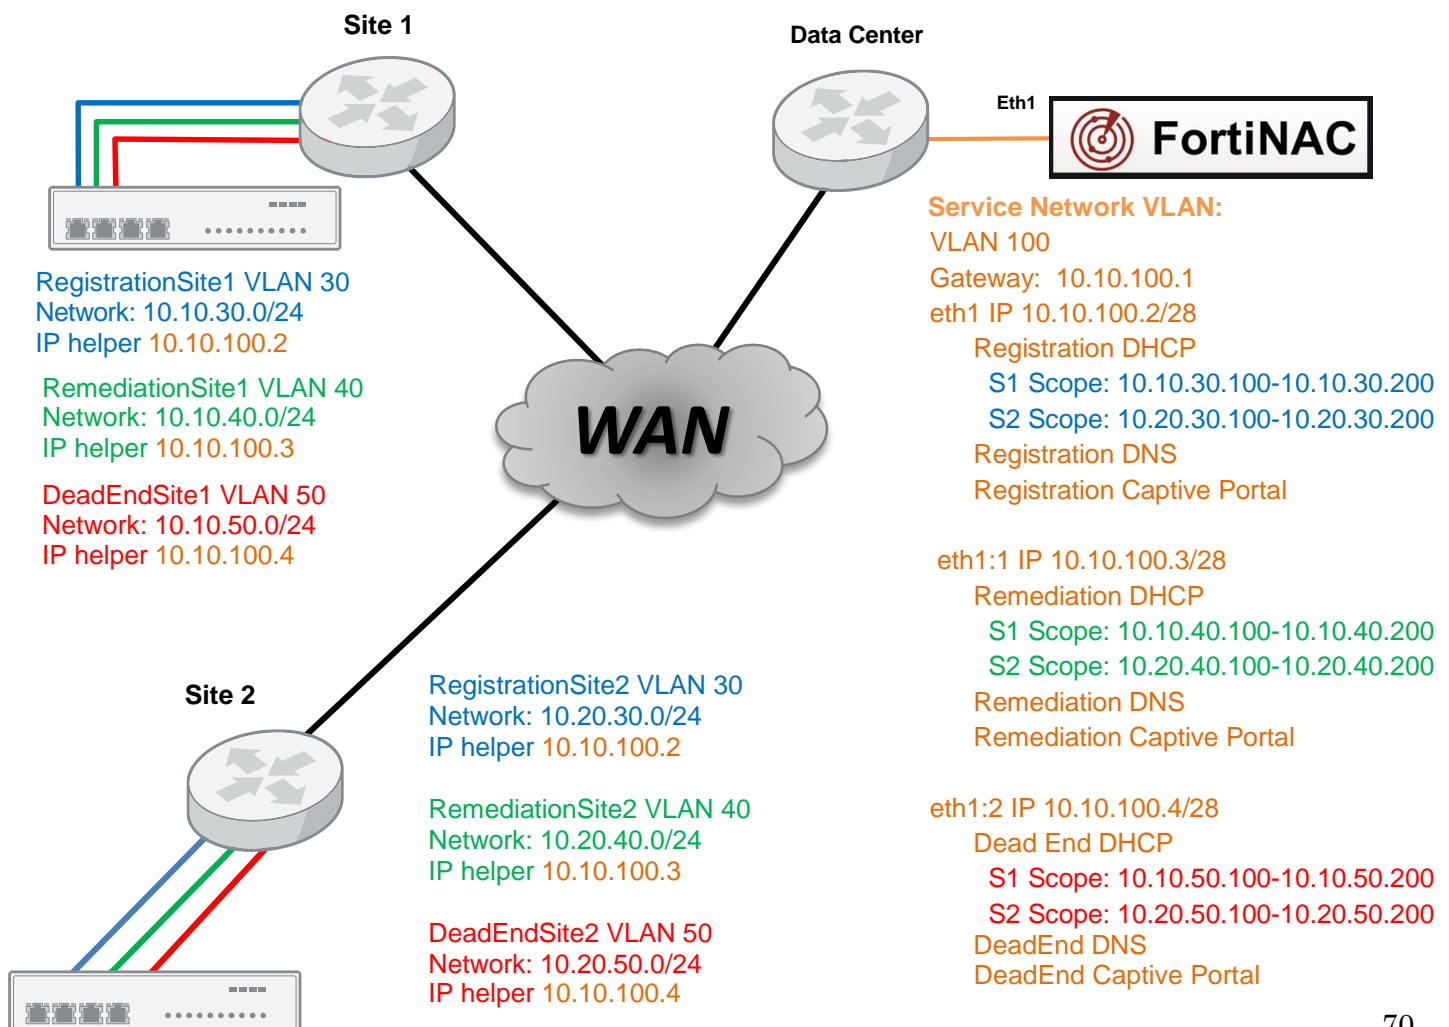 Site 1
Data Center
Eth1
FortiNAC
Service Network VLAN:
VLAN 100
Gateway: 10.10.100.1
eth1 IP 10.10.100.2/28
Registration DHCP
S1 Scope: 10.10.30.100-10.10.30.200
S2 Scope: 10.20.30.100-10.20.30.200
Registration DNS
Registration Captive Portal
eth1:1 IP 10.10.100.3/28
Remediation DHCP
S1 Scope: 10.10.40.100-10.10.40.200
S2 Scope: 10.20.40.100-10.20.40.200
Remediation DNS
Remediation Captive Portal
eth1:2 IP 10.10.100.4/28
Dead End DHCP
S1 Scope: 10.10.50.100-10.10.50.200
S2 Scope: 10.20.50.100-10.20.50.200
DeadEnd DNS
DeadEnd Captive Portal
RegistrationSite1 VLAN 30
Network: 10.10.30.0/24
IP helper 10.10.100.2
RemediationSite1 VLAN 40
Network: 10.10.40.0/24
IP helper 10.10.100.3
DeadEndSite1 VLAN 50
Network: 10.10.50.0/24
IP helper 10.10.100.4
WAN
Site 2
RegistrationSite2 VLAN 30
Network: 10.20.30.0/24
IP helper 10.10.100.2
RemediationSite2 VLAN 40
Network: 10.20.40.0/24
IP helper 10.10.100.3
DeadEndSite2 VLAN 50
Network: 10.20.50.0/24
IP helper 10.10.100.4
70